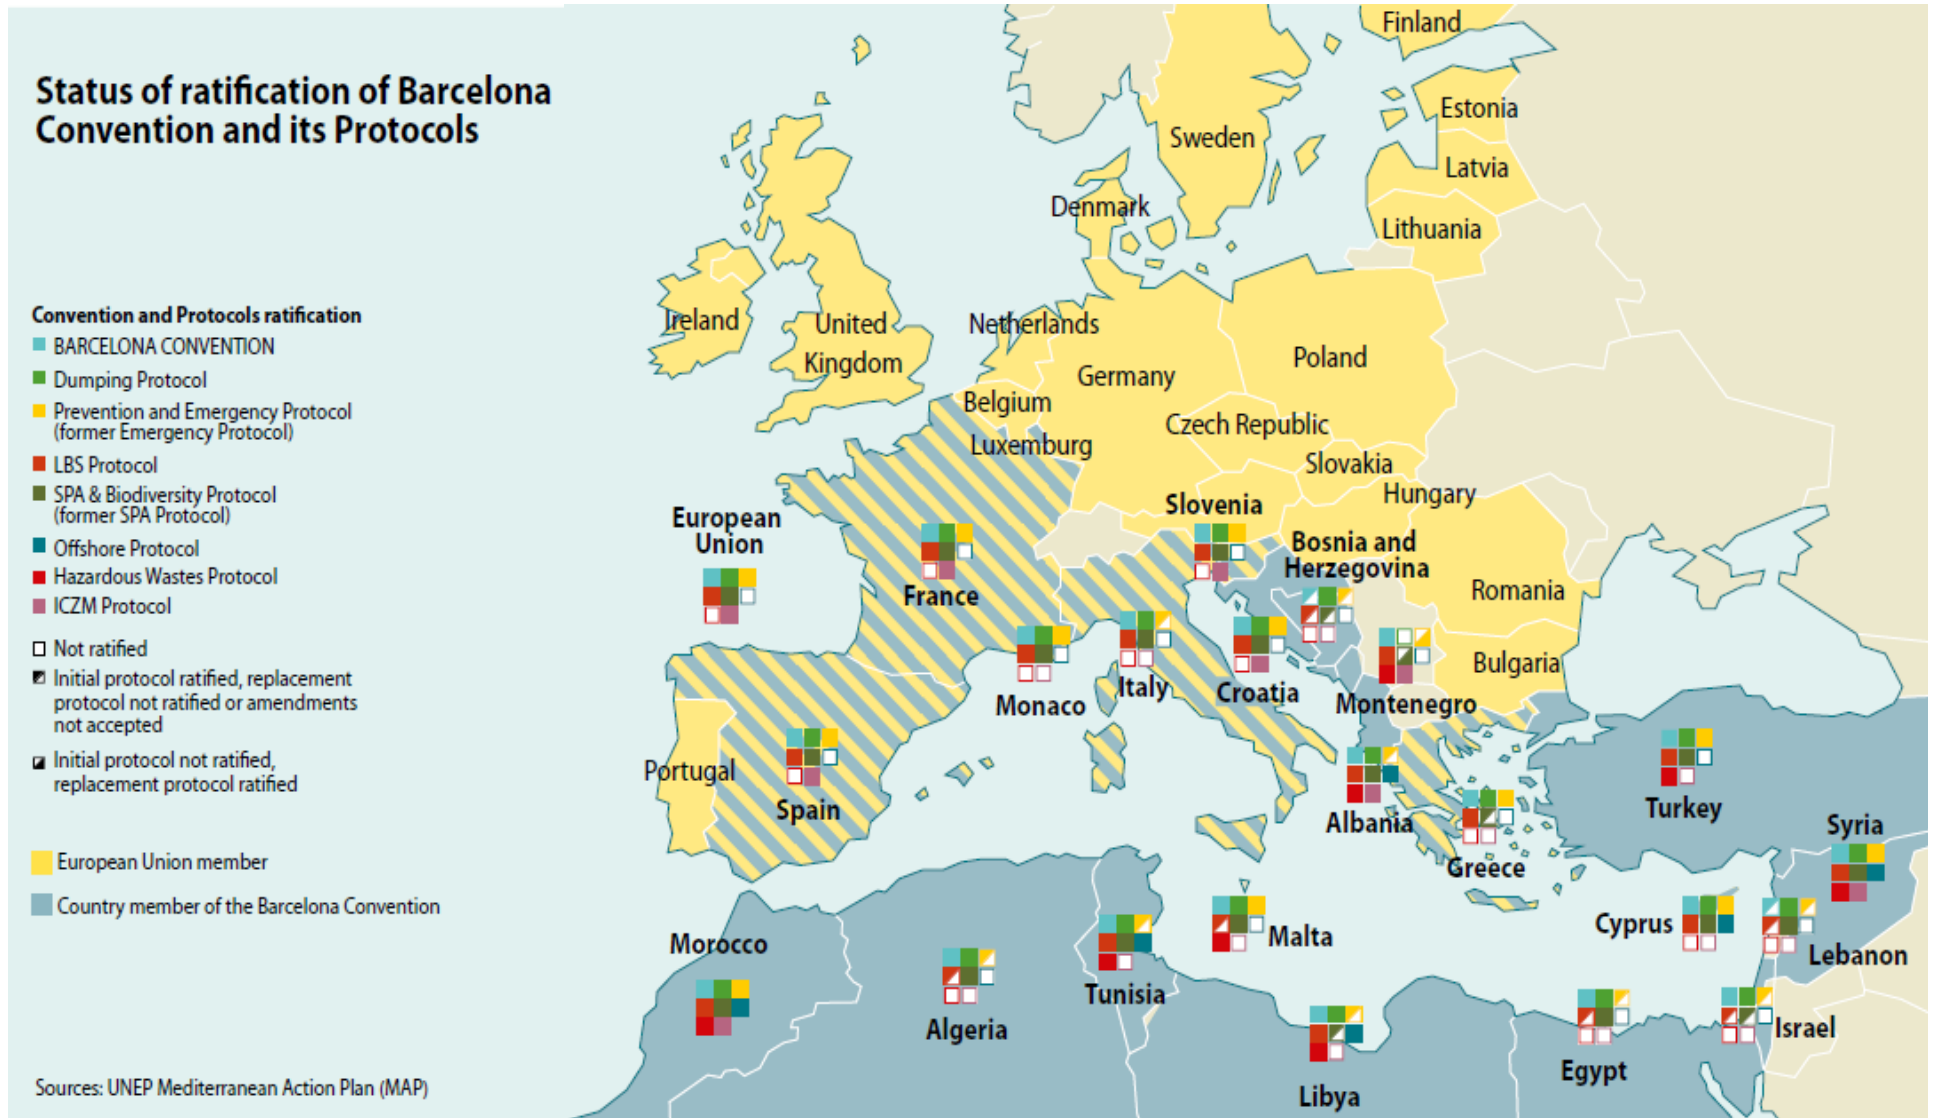 Status of ratification of Barcelona
Convention and its Protocols
Convention and Protocols ratification
BARCELONA CONVENTION
Dumping Protocol
Prevention and Emergency Protocol
(former Emergency Protocol)
LBS Protocol
SPA & Biodiversity Protocol
(former SPA Protocol)
Offshore Protocol
Hazardous Wastes Protocol
ICZM Protocol
Not ratified
Initial protocol ratified, replacement
protocol not ratified or amendments
not accepted
Initial protocol not ratified,
replacement protocol ratified
European Union member
Country member of the Barcelona Convention
Sources: UNEP Mediterranean Action Plan (MAP)
Finland
Estonia
Sweden
Latvia
Denmark
Lithuania
Ireland
United
Kingdom
Netherlands
Poland
Germany
Belgium
Czech Republic
Luxemburg
Slovakia
Hungary
Slovenia
European
Union
Bosnia and
Herzegovina
France
Romania
Bulgaria
Italy
Croatia
Monaco
Montenegro
Portugal
Spain
Albania
Turkey
Syria
Greece
Cyprus
Malta
Morocco
Lebanon
Tunisia
Algeria
Israel
Egypt
Libya